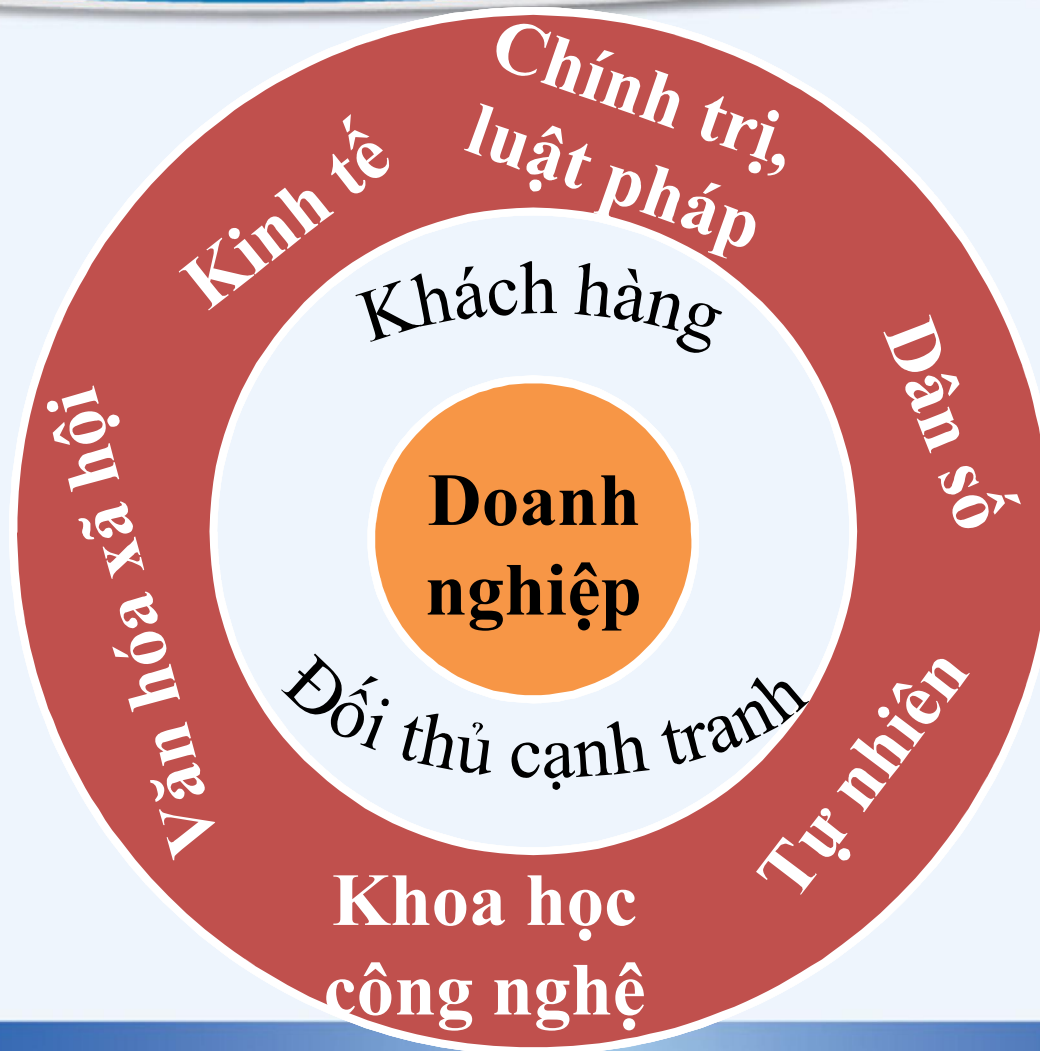 Chính trị,
luật pháp
Kinh tế
Dân số
Khách hàng
Văn hóa xã hội
Doanh
nghiệp
Đối thủ cạnh tranh
Tự nhiên
Khoa học
công nghệ